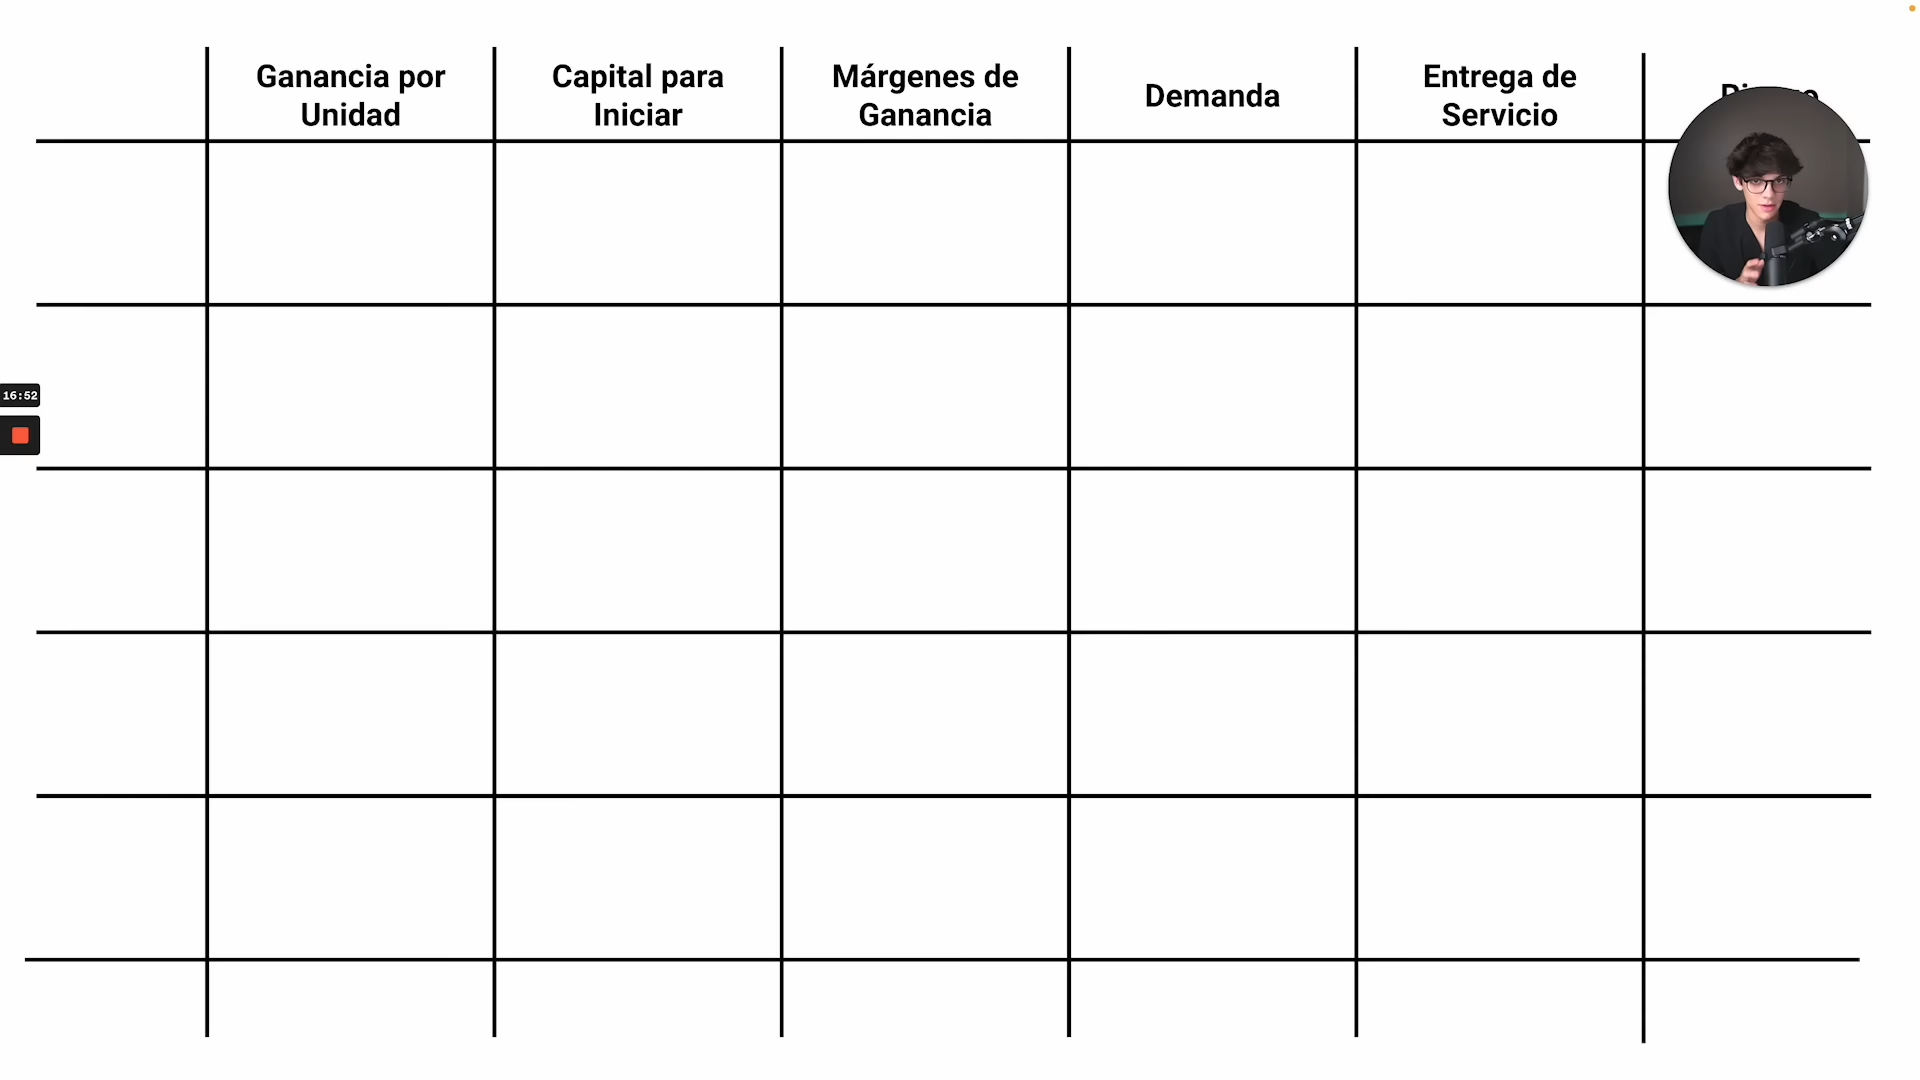 Ganancia por
Unidad
Capital para
Iniciar
Márgenes de
Ganancia
Demanda
Entrega de
Servicio
16:52